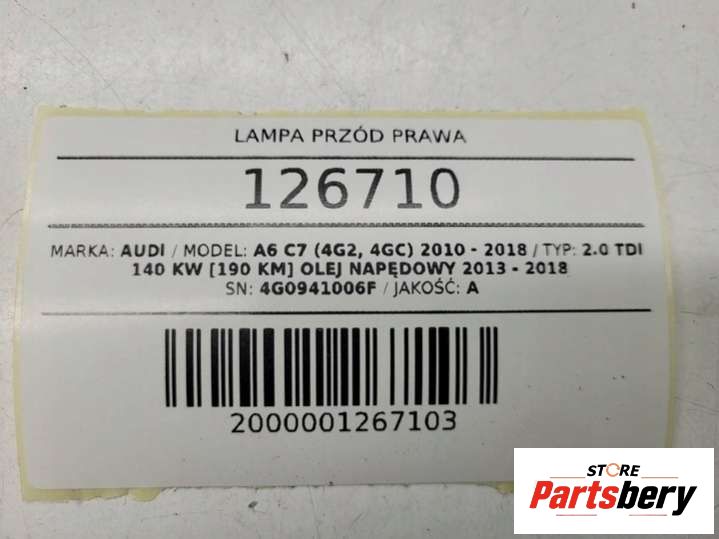 LAMPA PRZÓD PRAWA
126710
MARKA: AUDI / MODEL: A6 C7 (4G2, 4GC) 2010 - 2018 / TYP: 2.0 TDI
140 KW [190 KM] OLEJ NAPĘDOWY 2013 - 2018
SN: 4G0941006F / JAKOŚĆ: A
2000001267103
STORE
Partsbery